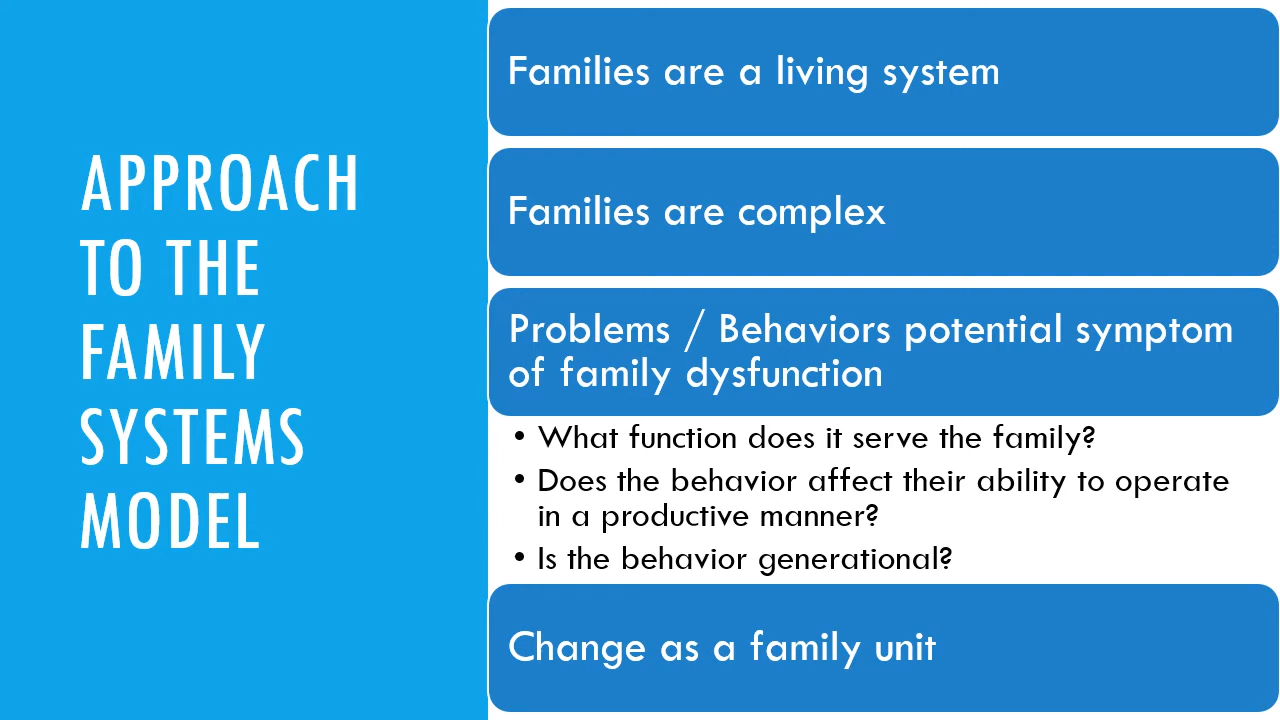 APPROACH
TO THE
FAMILY
SYSTEMS
MODEL
Families are a living system
Families are complex
Problems / Behaviors potential symptom
of family dysfunction
• What function does it serve the family?
• Does the behavior affect their ability to operate
in a productive manner?
• Is the behavior generational?
Change as a family unit